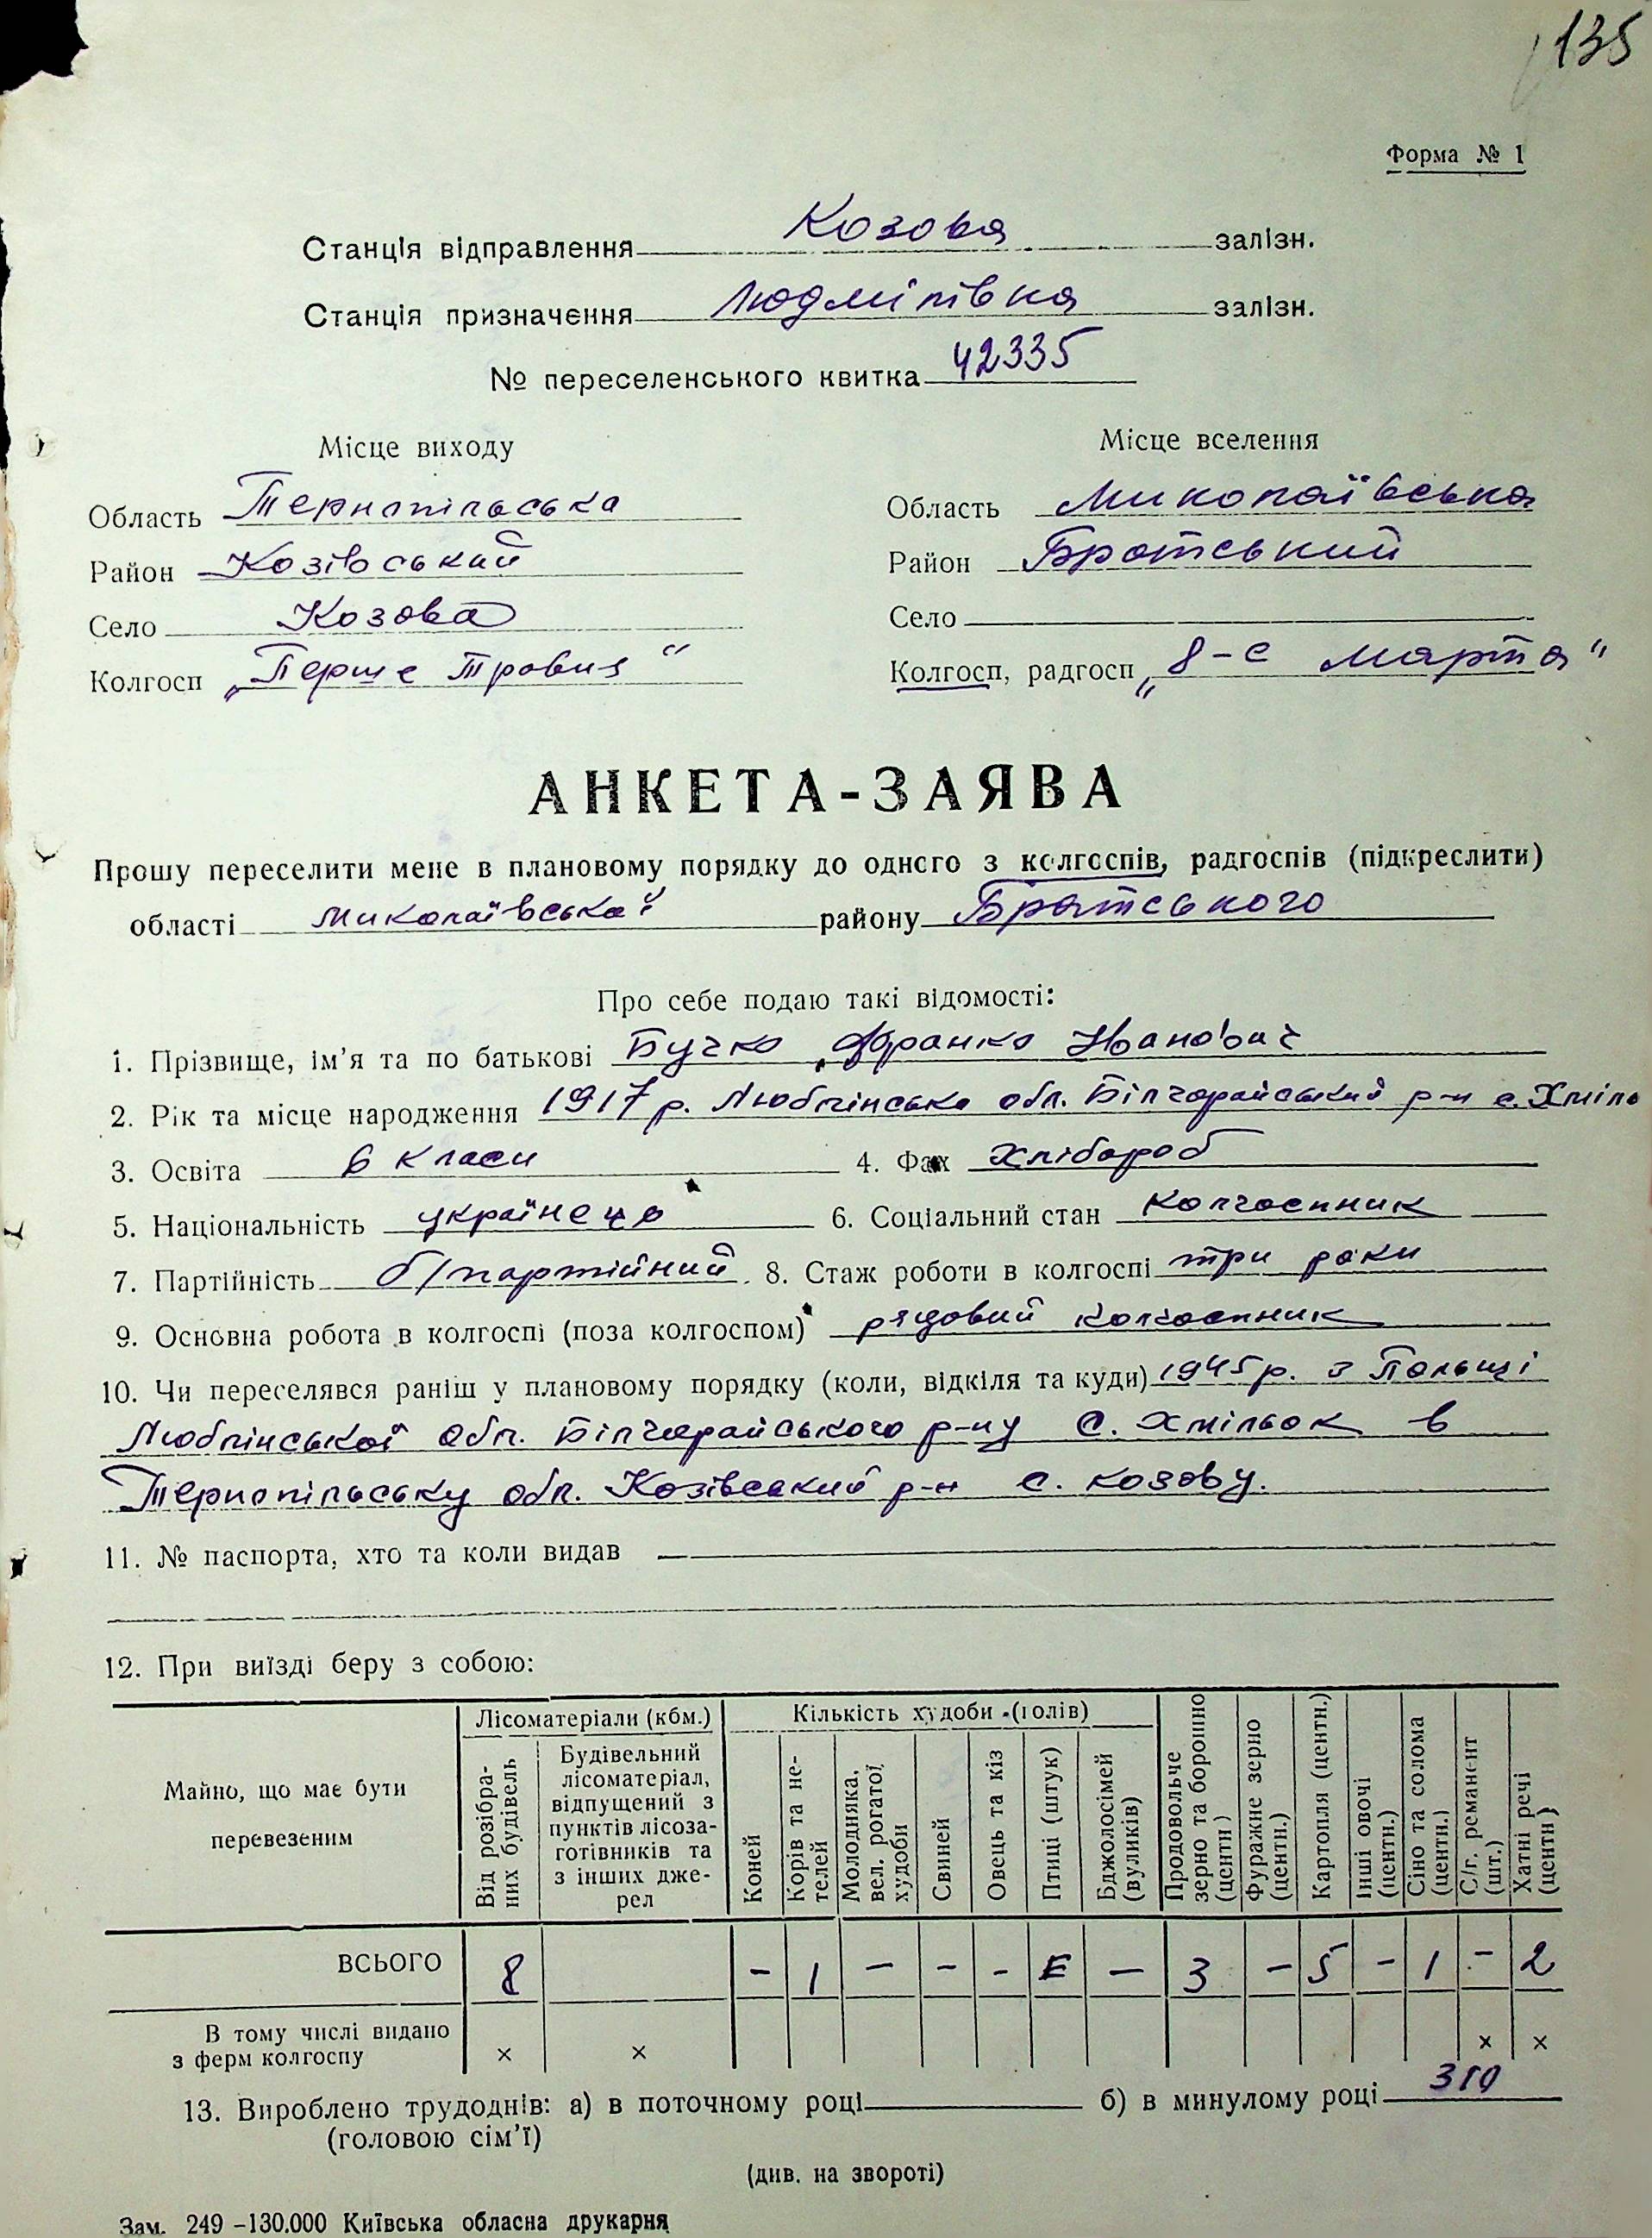 135
Форма № 1
Станція відправлення Козова залізн.
Станція призначення Людмілівка залізн.
№ переселенського квитка 42335
Місце виходу
Місце вселення
Область Тернопільська
Область Миколаївська
Район Козівський
Район Братський
Село Козова
Село
Колгосп „Перше Травня“
Колгосп, радгосп „8-е Марта“
АНКЕТА-ЗАЯВА
Прошу переселити мене в плановому порядку до одного з колгоспів, радгоспів (підкреслити)
області Миколаївської району Братського
Про себе подаю такі відомості:
1. Прізвище, ім'я та по батькові Бучко Франко Іванович
2. Рік та місце народження 1917 р. Люблінська обл. Білгорайський р-н с. Хміль
3. Освіта 6 класи 4. Фах хлібороб
5. Національність українець 6. Соціальний стан колгоспник
7. Партійність б/партійний. 8. Стаж роботи в колгоспі три роки
9. Основна робота в колгоспі (поза колгоспом) рядовий колгоспник
10. Чи переселявся раніш у плановому порядку (коли, відкіля та куди) 1945 р. з Польщі
Люблінської обл. Білгорайського р-ну с. Хмільок в
Тернопільську обл. Козівський р-н с. Козову.
11. № паспорта, хто та коли видав —
12. При виїзді беру з собою:
Майно, що має бути перевезеним
Лісоматеріали (кбм.)
Кількість худоби (голів)
Від розібраних будівель
Будівельний лісоматеріал, відпущений з пунктів лісозаготівників та з інших джерел
Коней
Корів та нетелей
Молодняка, вел. рогатої худоби
Свиней
Овець та кіз
Птиці (штук)
Бджолосімей (вуликів)
Продовольче зерно та борошно (центн)
Фуражне зерно (центн.)
Картопля (центн.)
Інші овочі (центн.)
Сіно та солома (центн.)
С/г. реманент (шт.)
Хатні речі (центн)
ВСЬОГО 8 – 1 – – – – 3 – 5 – 1 – 2
В тому числі видано
з ферм колгоспу × × × ×
13. Вироблено трудоднів: а) в поточному році б) в минулому році
(головою сім'ї)
(див. на звороті)
Зам. 249 –130.000 Київська обласна друкарня